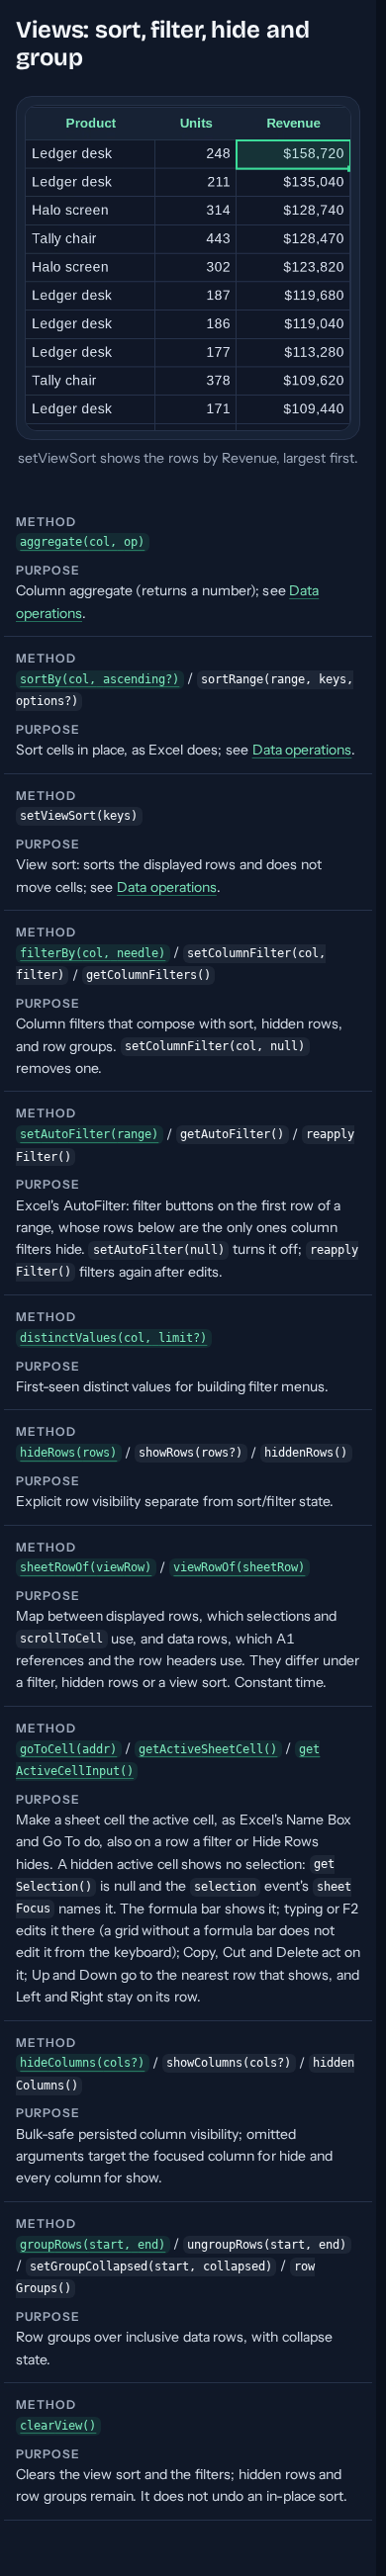 Views: sort, filter, hide and
group
Product Units Revenue
Ledger desk 248 $158,720
Ledger desk 211 $135,040
Halo screen 314 $128,740
Tally chair 443 $128,470
Halo screen 302 $123,820
Ledger desk 187 $119,680
Ledger desk 186 $119,040
Ledger desk 177 $113,280
Tally chair 378 $109,620
Ledger desk 171 $109,440
setViewSort shows the rows by Revenue, largest first.
METHOD
aggregate(col, op)
PURPOSE
Column aggregate (returns a number); see Data
operations.
METHOD
sortBy(col, ascending?) / sortRange(range, keys,
options?)
PURPOSE
Sort cells in place, as Excel does; see Data operations.
METHOD
setViewSort(keys)
PURPOSE
View sort: sorts the displayed rows and does not
move cells; see Data operations.
METHOD
filterBy(col, needle) / setColumnFilter(col,
filter) / getColumnFilters()
PURPOSE
Column filters that compose with sort, hidden rows,
and row groups. setColumnFilter(col, null)
removes one.
METHOD
setAutoFilter(range) / getAutoFilter() / reapply
Filter()
PURPOSE
Excel's AutoFilter: filter buttons on the first row of a
range, whose rows below are the only ones column
filters hide. setAutoFilter(null) turns it off; reapply
Filter() filters again after edits.
METHOD
distinctValues(col, limit?)
PURPOSE
First-seen distinct values for building filter menus.
METHOD
hideRows(rows) / showRows(rows?) / hiddenRows()
PURPOSE
Explicit row visibility separate from sort/filter state.
METHOD
sheetRowOf(viewRow) / viewRowOf(sheetRow)
PURPOSE
Map between displayed rows, which selections and
scrollToCell use, and data rows, which A1
references and the row headers use. They differ under
a filter, hidden rows or a view sort. Constant time.
METHOD
goToCell(addr) / getActiveSheetCell() / get
ActiveCellInput()
PURPOSE
Make a sheet cell the active cell, as Excel's Name Box
and Go To do, also on a row a filter or Hide Rows
hides. A hidden active cell shows no selection: get
Selection() is null and the selection event's sheet
Focus names it. The formula bar shows it; typing or F2
edits it there (a grid without a formula bar does not
edit it from the keyboard); Copy, Cut and Delete act on
it; Up and Down go to the nearest row that shows, and
Left and Right stay on its row.
METHOD
hideColumns(cols?) / showColumns(cols?) / hidden
Columns()
PURPOSE
Bulk-safe persisted column visibility; omitted
arguments target the focused column for hide and
every column for show.
METHOD
groupRows(start, end) / ungroupRows(start, end)
/ setGroupCollapsed(start, collapsed) / row
Groups()
PURPOSE
Row groups over inclusive data rows, with collapse
state.
METHOD
clearView()
PURPOSE
Clears the view sort and the filters; hidden rows and
row groups remain. It does not undo an in-place sort.